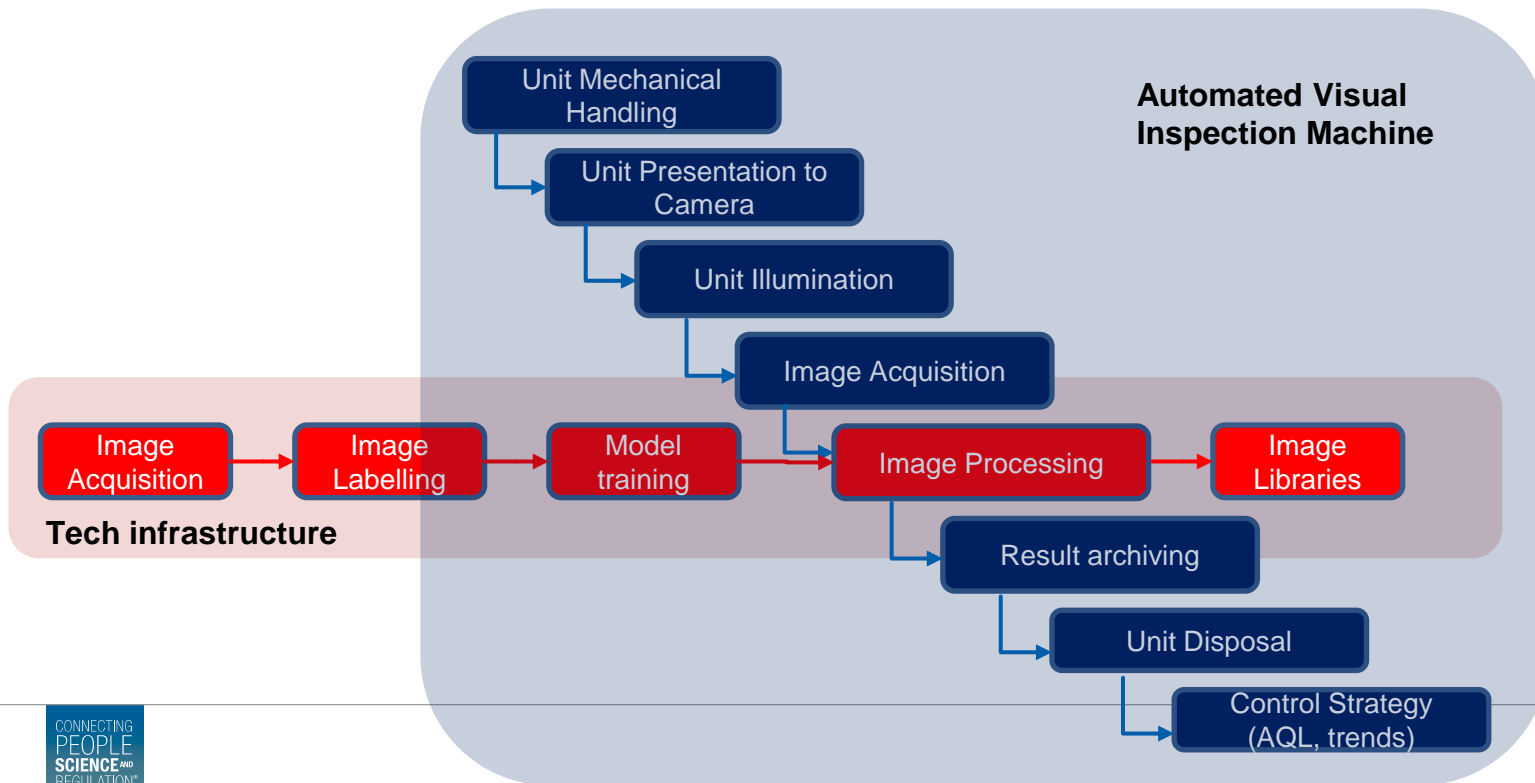 Automated Visual
Inspection Machine
Unit Mechanical
Handling
Unit Presentation to
Camera
Unit Illumination
Image Acquisition
Image
Acquisition
Image
Labelling
Model
training
Image Processing
Image
Libraries
Tech infrastructure
Result archiving
Unit Disposal
Control Strategy
(AQL, trends)
CONNECTING
PEOPLE
SCIENCE AND
REGULATION®